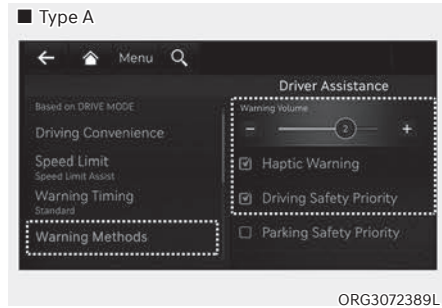 ■ Type A
Menu
Driver Assistance
Based on DRIVE MODE
Driving Convenience
Speed Limit
Speed Limit Assist
Warning Timing
Standard
Warning Methods
Warning Volume
− 2 +
Haptic Warning
Driving Safety Priority
Parking Safety Priority
ORG3072389L